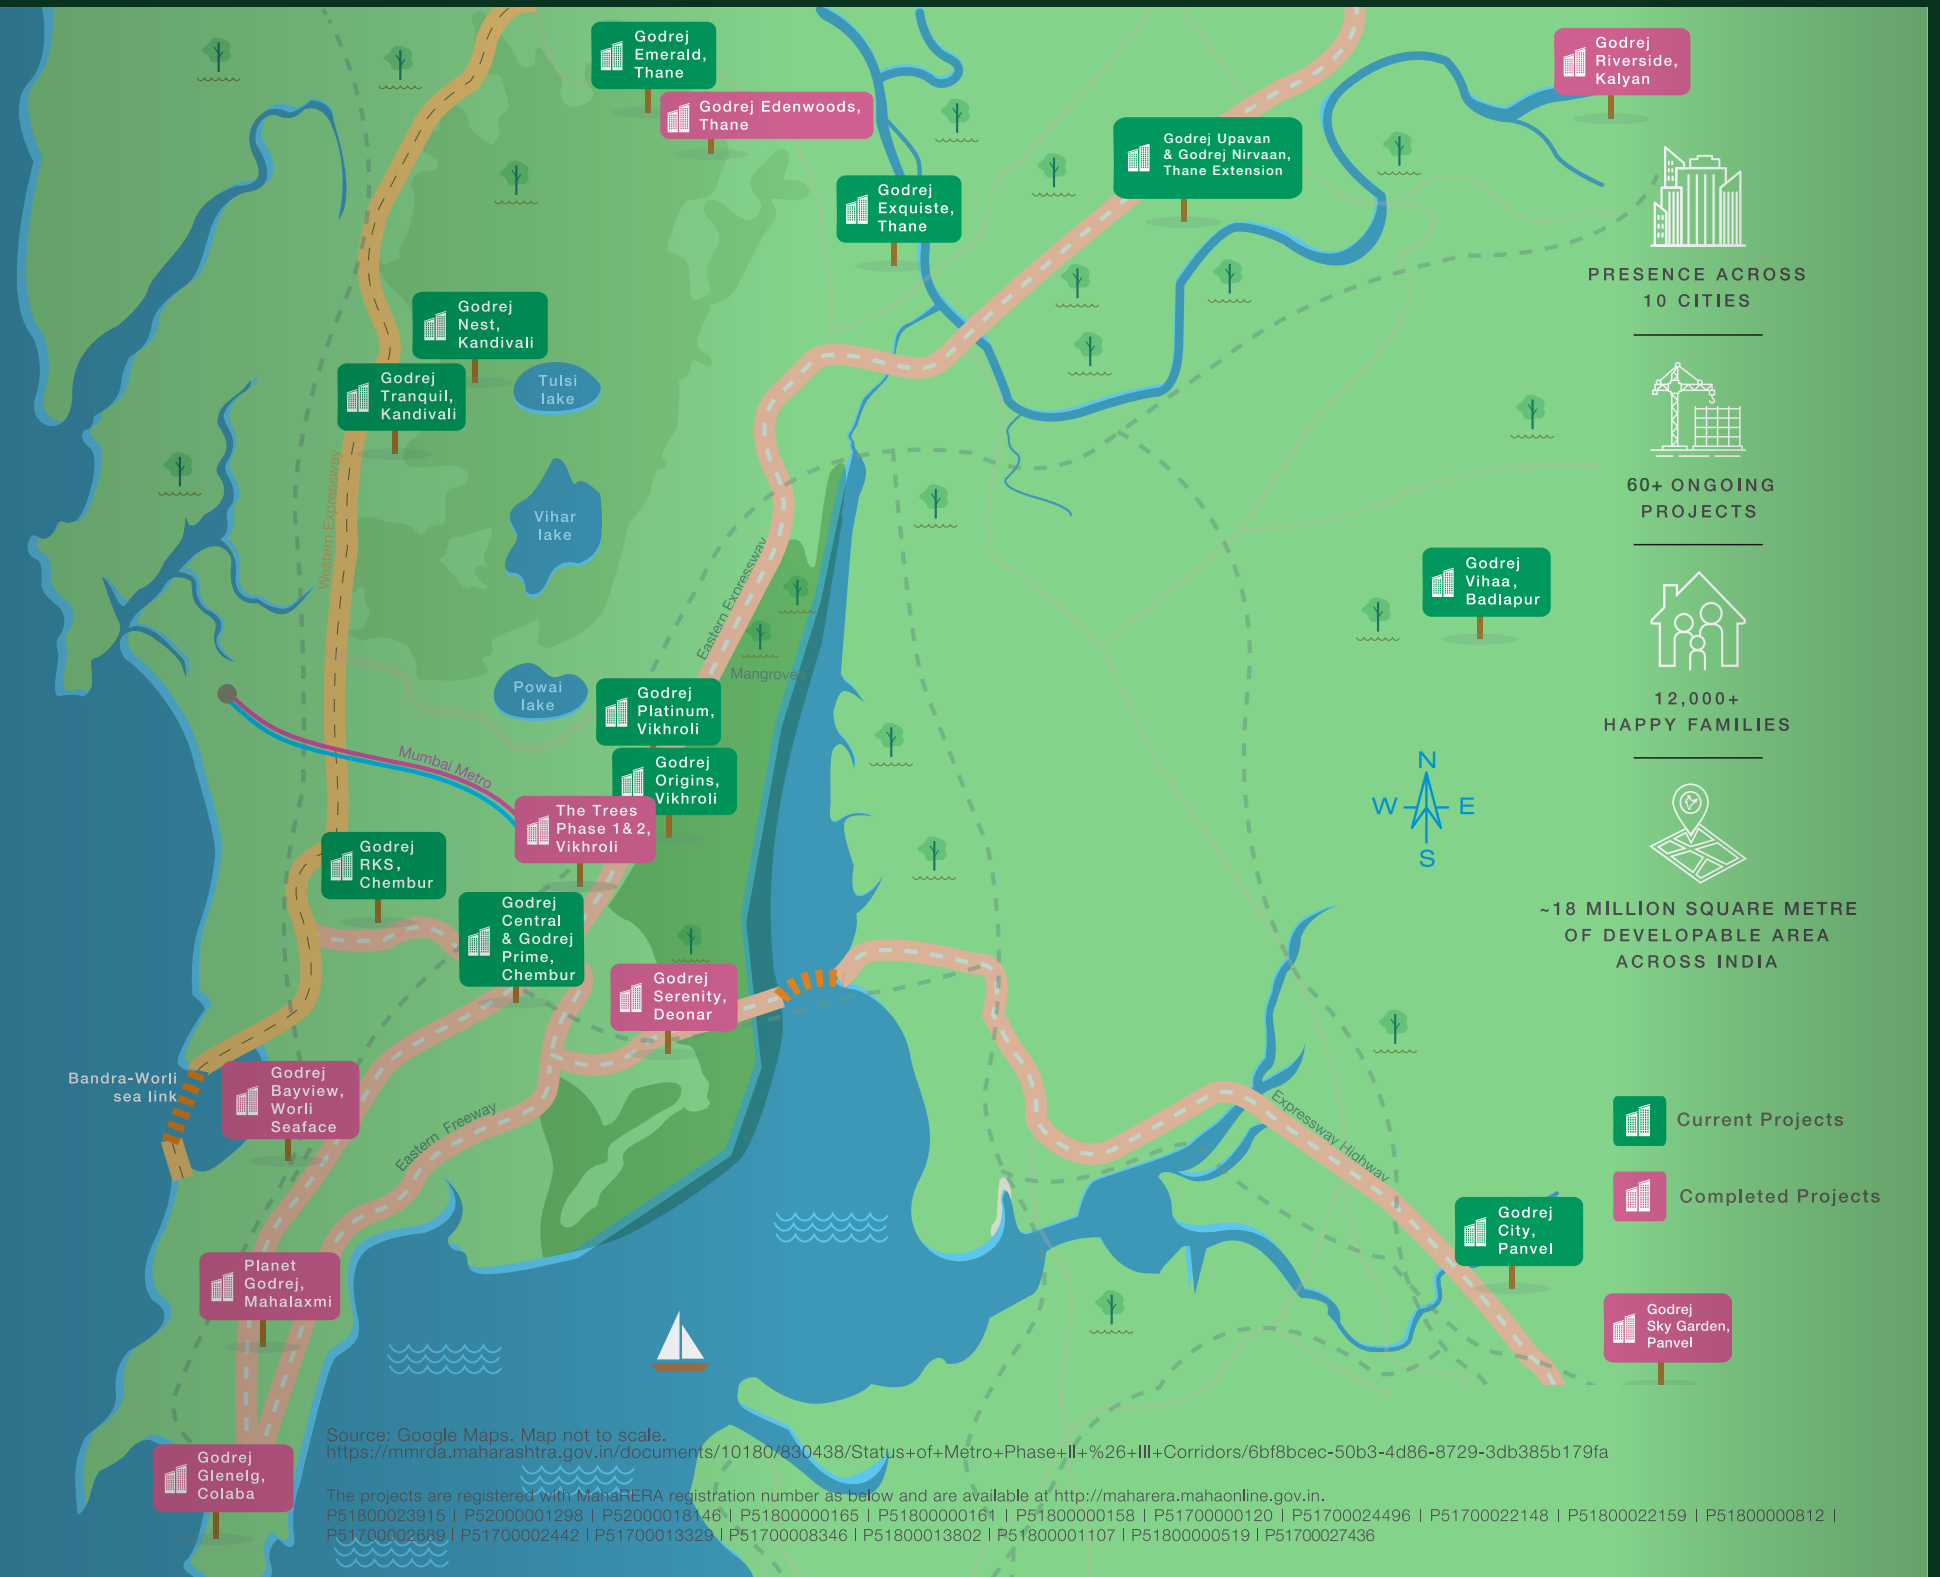 Godrej
Emerald,
Thane
Godrej Edenwoods,
Thane
Godrej
Exquiste,
Thane
Godrej Upavan
& Godrej Nirvaan,
Thane Extension
Godrej
Riverside,
Kalyan
PRESENCE ACROSS
10 CITIES
60+ ONGOING
PROJECTS
12,000+
HAPPY FAMILIES
~18 MILLION SQUARE METRE
OF DEVELOPABLE AREA
ACROSS INDIA
Godrej
Nest,
Kandivali
Godrej
Tranquil,
Kandivali
Tulsi
lake
Western Expressway
Vihar
lake
Eastern Expressway
Godrej
Vihaa,
Badlapur
Mangroves
Powai
lake
Godrej
Platinum,
Vikhroli
Mumbai Metro
Godrej
Origins,
Vikhroli
The Trees
Phase 1 & 2,
Vikhroli
N
W
E
S
Godrej
RKS,
Chembur
Godrej
Central
& Godrej
Prime,
Chembur
Godrej
Serenity,
Deonar
Bandra-Worli
sea link
Godrej
Bayview,
Worli
Seaface
Eastern Freeway
Expressway Highway
Current Projects
Completed Projects
Godrej
City,
Panvel
Planet
Godrej,
Mahalaxmi
Godrej
Sky Garden,
Panvel
Godrej
Glenelg,
Colaba
Source: Google Maps. Map not to scale.
https://mmrda.maharashtra.gov.in/documents/10180/830438/Status+of+Metro+Phase+II+%26+III+Corridors/6bf8bcec-50b3-4d86-8729-3db385b179fa
The projects are registered with MahaRERA registration number as below and are available at http://maharera.mahaonline.gov.in.
P51800023915 | P52000001298 | P52000018146 | P51800000165 | P51800000161 | P51800000158 | P51700000120 | P51700024496 | P51700022148 | P51800022159 | P51800000812 |
P51700002689 | P51700002442 | P51700013329 | P51700008346 | P51800013802 | P51800001107 | P51800000519 | P51700027436